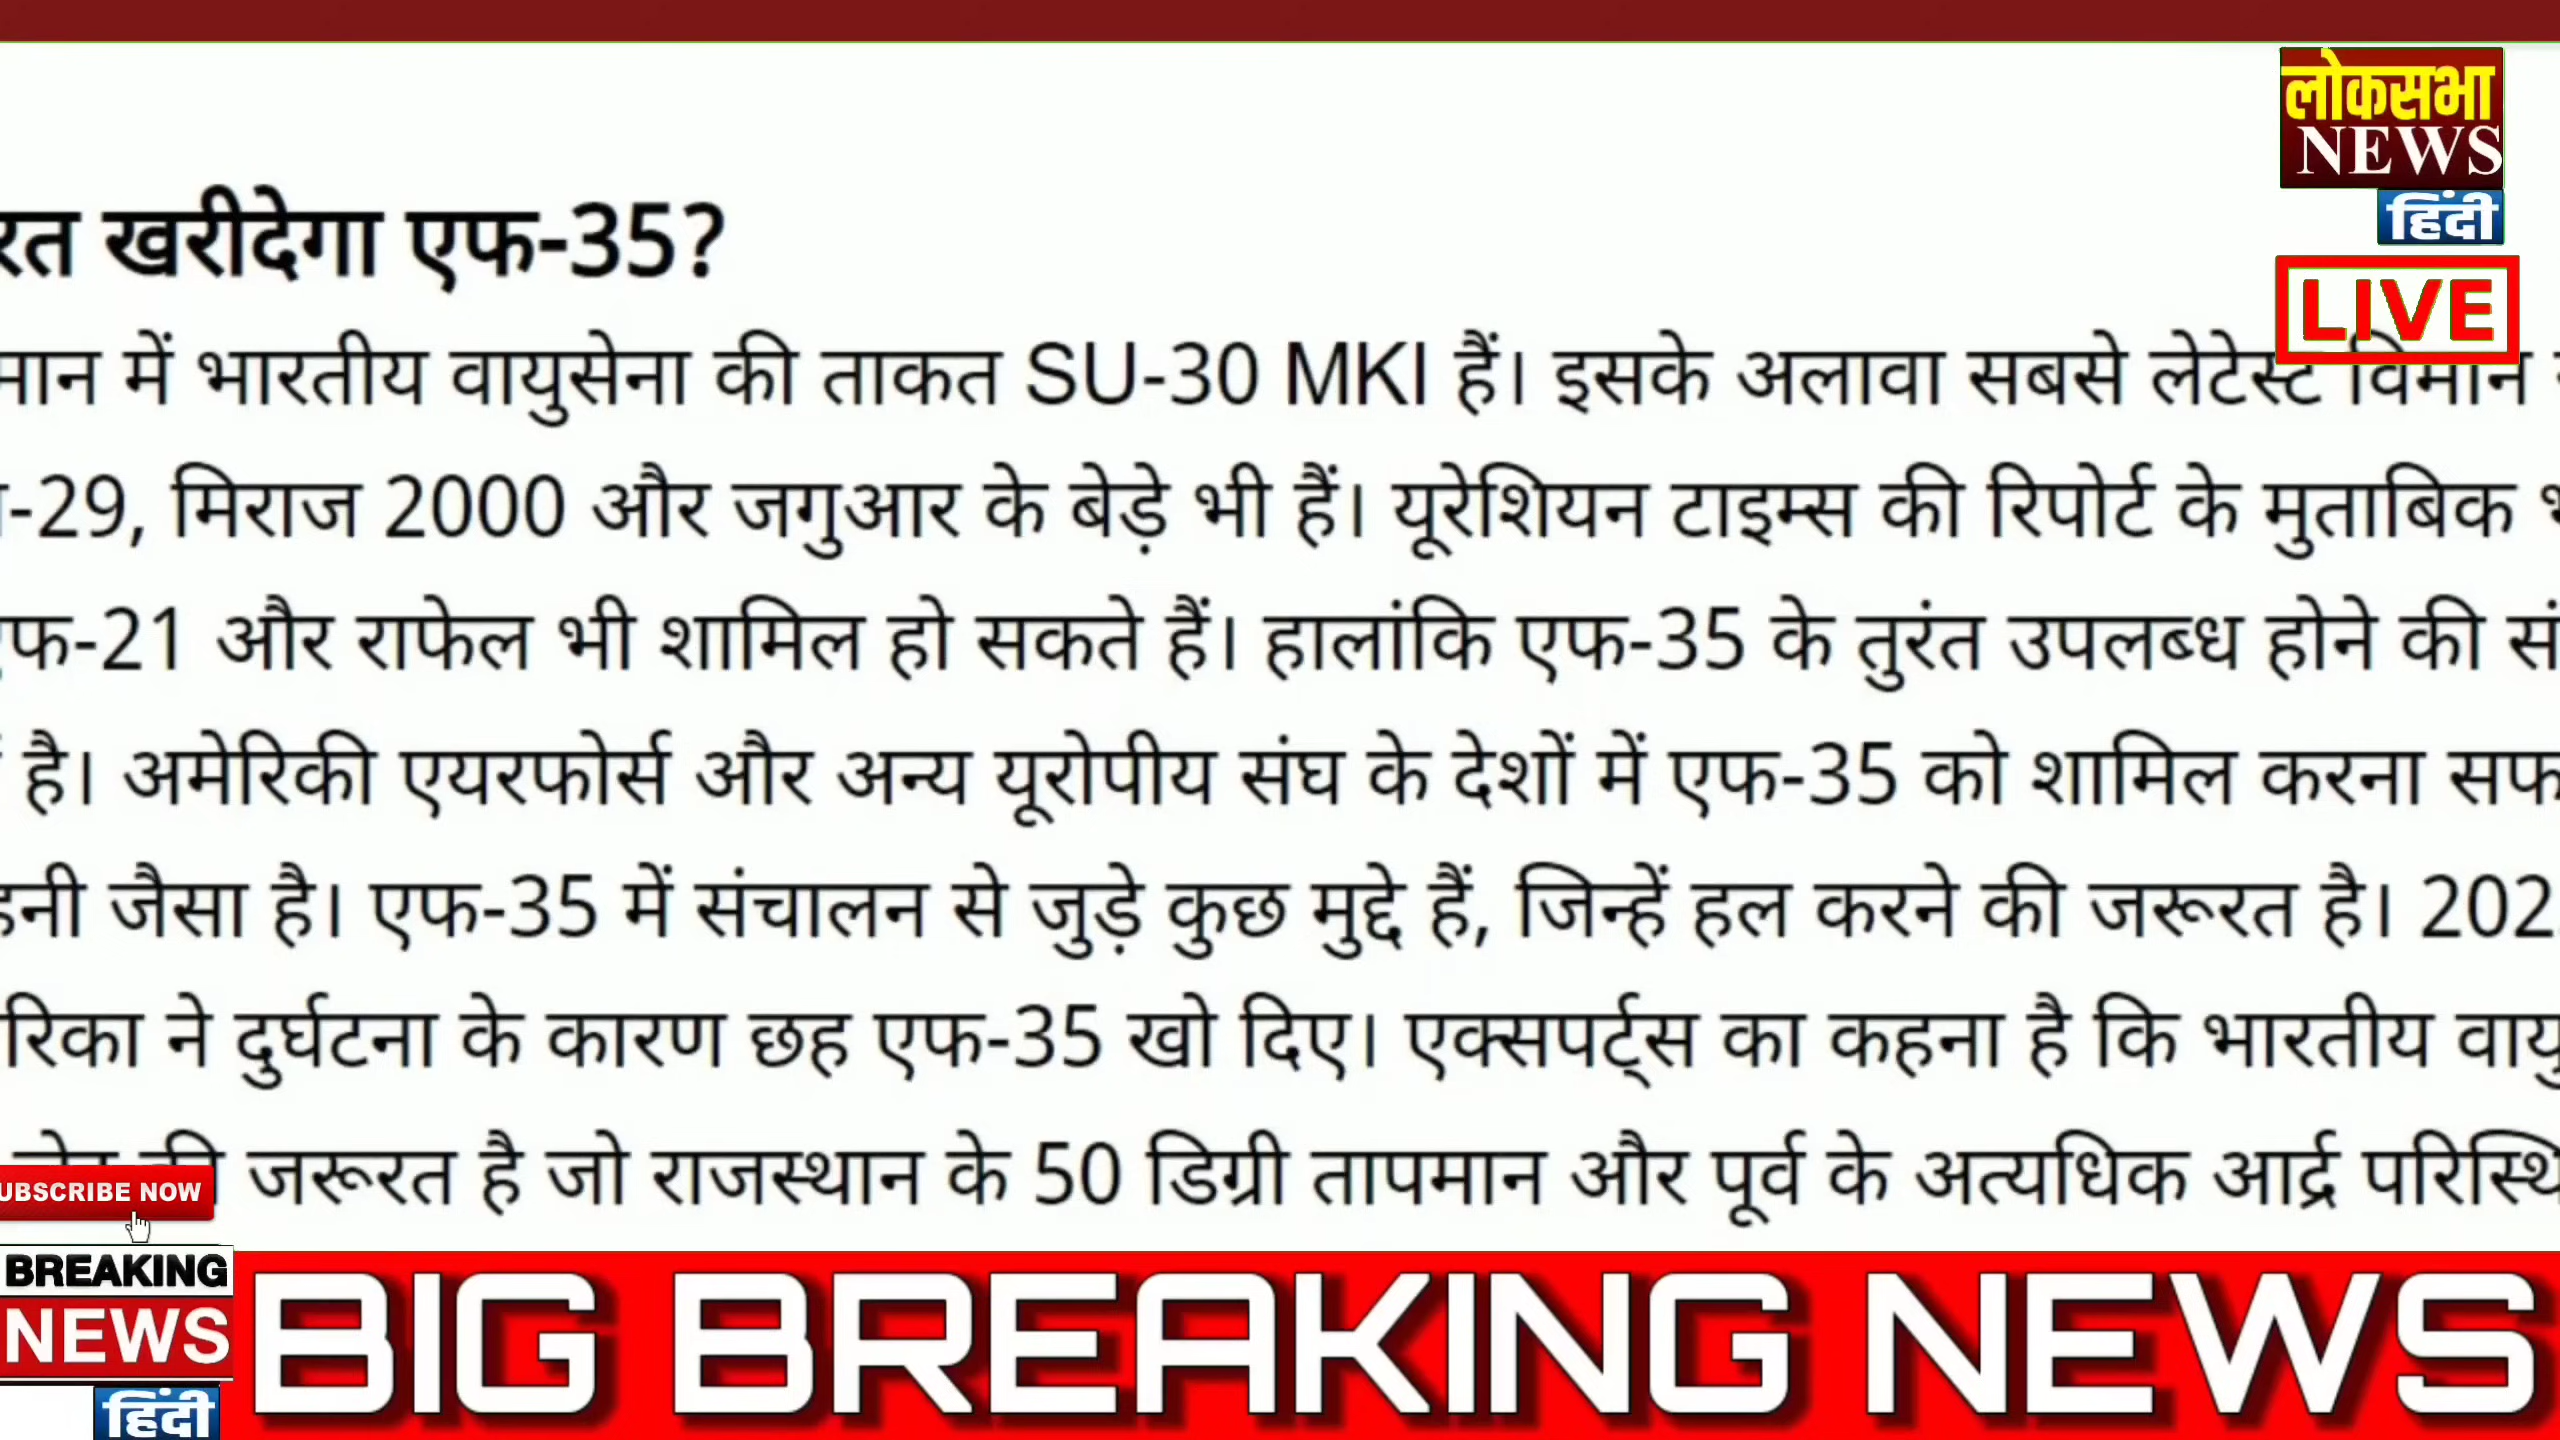 लोकसभा
NEWS
हिंदी
LIVE
खरीदेगा एफ-35?
में भारतीय वायुसेना की ताकत SU-30 MKI हैं। इसके अलावा सबसे लेटेस्ट विमान
-29, मिराज 2000 और जगुआर के बेड़े भी हैं। यूरेशियन टाइम्स की रिपोर्ट के मुताबिक
एफ-21 और राफेल भी शामिल हो सकते हैं। हालांकि एफ-35 के तुरंत उपलब्ध होने की
है। अमेरिकी एयरफोर्स और अन्य यूरोपीय संघ के देशों में एफ-35 को शामिल करना
जैसा है। एफ-35 में संचालन से जुड़े कुछ मुद्दे हैं, जिन्हें हल करने की जरूरत है। 202
रिका ने दुर्घटना के कारण छह एफ-35 खो दिए। एक्सपर्ट्स का कहना है कि भारतीय वायु
की जरूरत है जो राजस्थान के 50 डिग्री तापमान और पूर्व के अत्यधिक आर्द्र
UBSCRIBE NOW
BREAKING
NEWS
हिंदी
BIG BREAKING NEWS